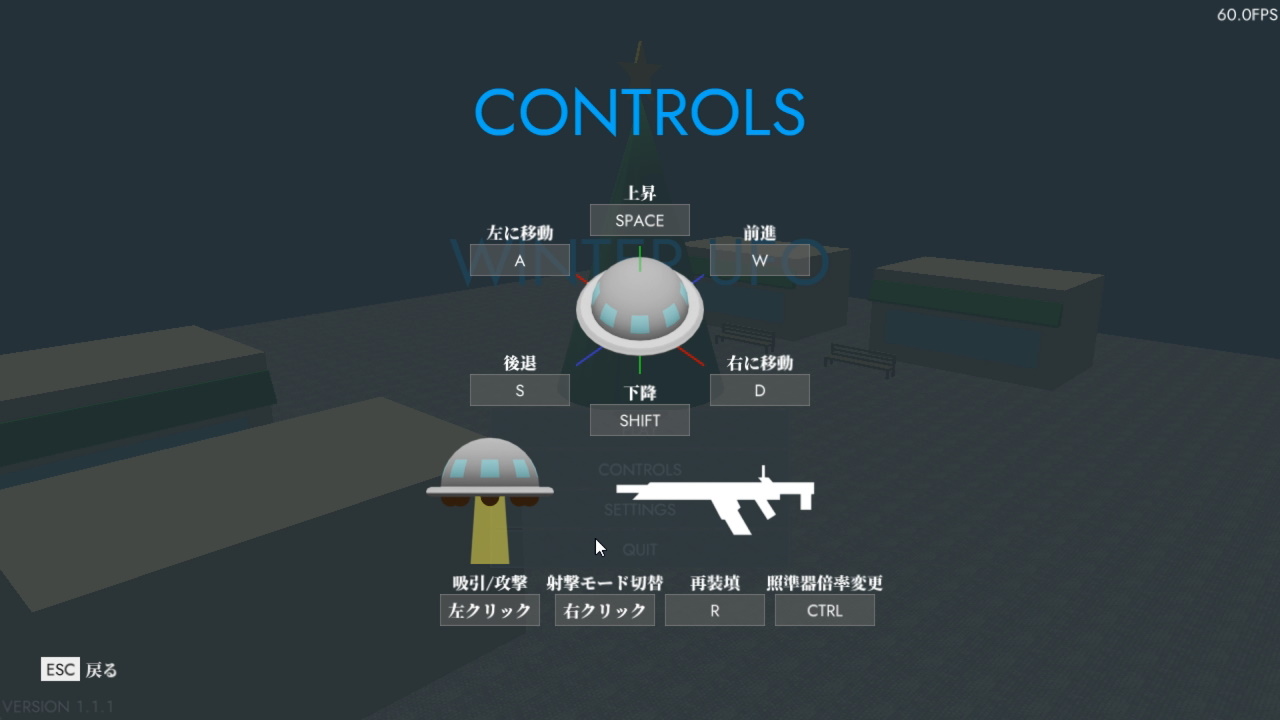 60.0FPS
CONTROLS
上昇
SPACE
左に移動
前進
A
W
WINTER UFO
後退
右に移動
S
下降
D
SHIFT
CONTROLS
SETTINGS
QUIT
吸引/攻撃
射撃モード切替
再装填
照準器倍率変更
左クリック
右クリック
R
CTRL
ESC 戻る
VERSION 1.1.1